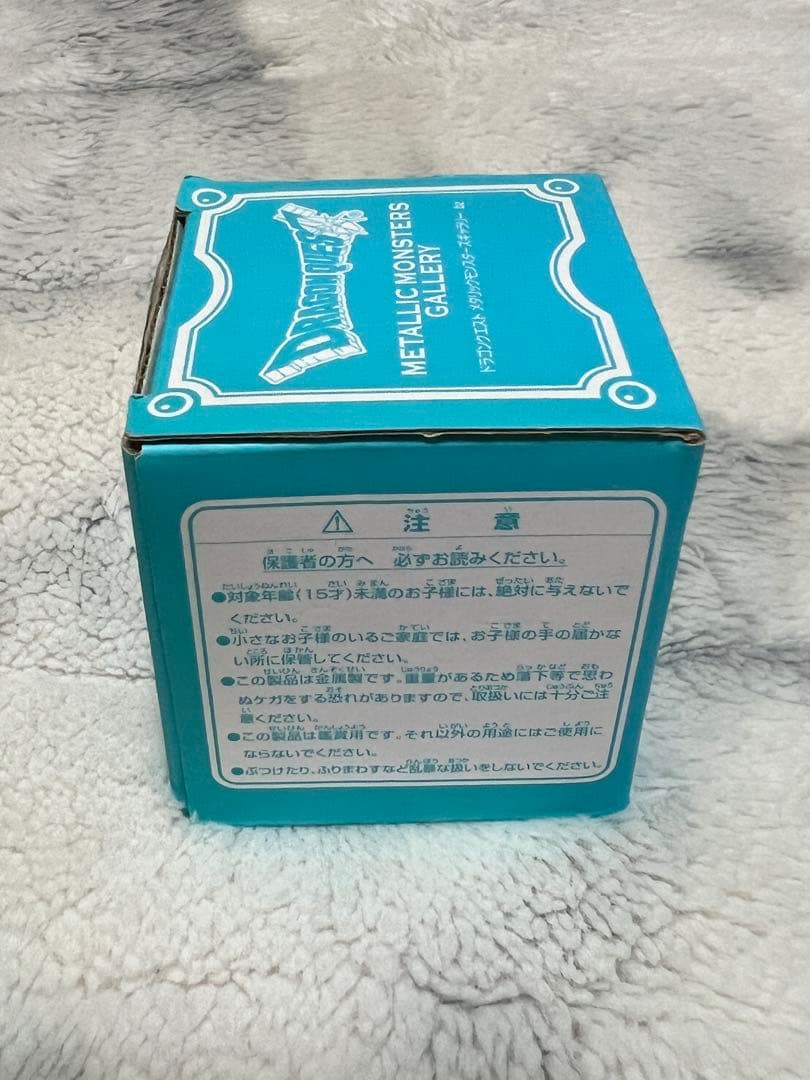 DRAGON QUEST
METALLIC MONSTERS
GALLERY
ドラゴンクエスト メタリックモンスターズギャラリー
⚠ 注意
保護者の方へ 必ずお読みください。
●対象年齢(15才)未満のお子様には、絶対に与えないで
ください。
●小さなお子様のいるご家庭では、お子様の手の届かな
い所に保管してください。
●この製品は金属製です。重量があるため落下等で思わ
ぬケガをする恐れがありますので、取扱いには十分ご注
意ください。
●この製品は鑑賞用です。それ以外の用途にはご使用に
ならないでください。
●ぶつけたり、ふりまわすなど乱暴な扱いをしないでください。